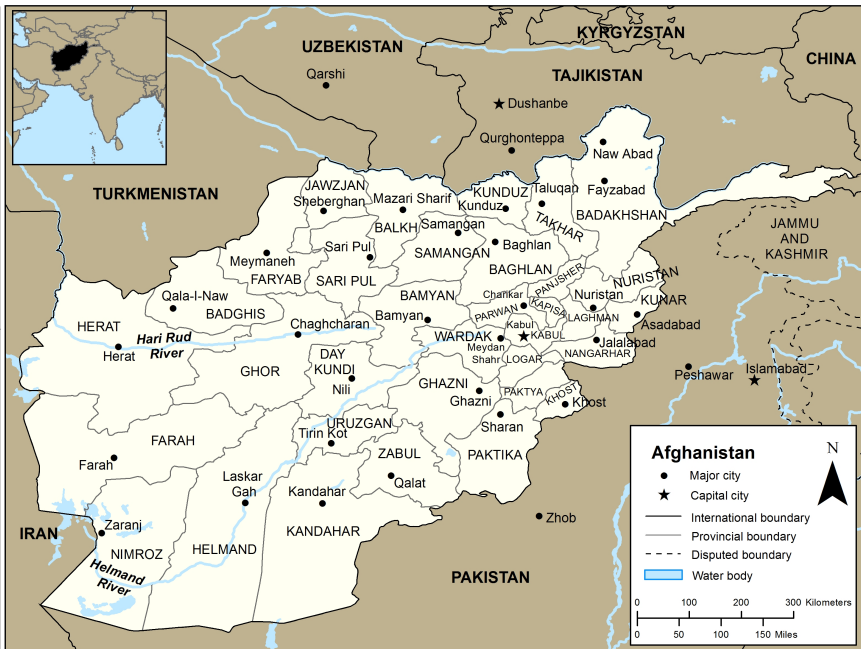 UZBEKISTAN
KYRGYZSTAN
CHINA
Qarshi
TAJIKISTAN
Dushanbe
Qurghonteppa
Naw Abad
TURKMENISTAN
JAWZJAN
Sheberghan
Mazari Sharif
KUNDUZ
Kunduz
Taluqan
Fayzabad
BADAKHSHAN
BALKH
Samangan
TAKHAR
JAMMU
AND
KASHMIR
Meymaneh
FARYAB
Sari Pul
SARI PUL
SAMANGAN
Baghlan
BAGHLAN
PANJSHER
NURISTAN
Qala-I-Naw
BADGHIS
BAMYAN
Bamyan
Charikar
PARWAN
KAPISA
Nuristan
LAGHMAN
KUNAR
Asadabad
HERAT
Herat
Hari Rud
River
Chaghcharan
WARDAK
Meydan
Shahr
Kabul
KABUL
LOGAR
Jalalabad
NANGARHAR
GHOR
DAY
KUNDI
Nili
GHAZNI
Ghazni
PAKTYA
KHOST
Khost
Peshawar
Islamabad
FARAH
Farah
URUZGAN
Tirin Kot
Sharan
PAKTIKA
ZABUL
Qalat
Laskar
Gah
Kandahar
KANDAHAR
Zhob
IRAN
Zaranj
NIMROZ
HELMAND
Helmand
River
PAKISTAN
Afghanistan
N
Major city
Capital city
International boundary
Provincial boundary
Disputed boundary
Water body
0 100 200 300 Kilometers
0 50 100 150 Miles